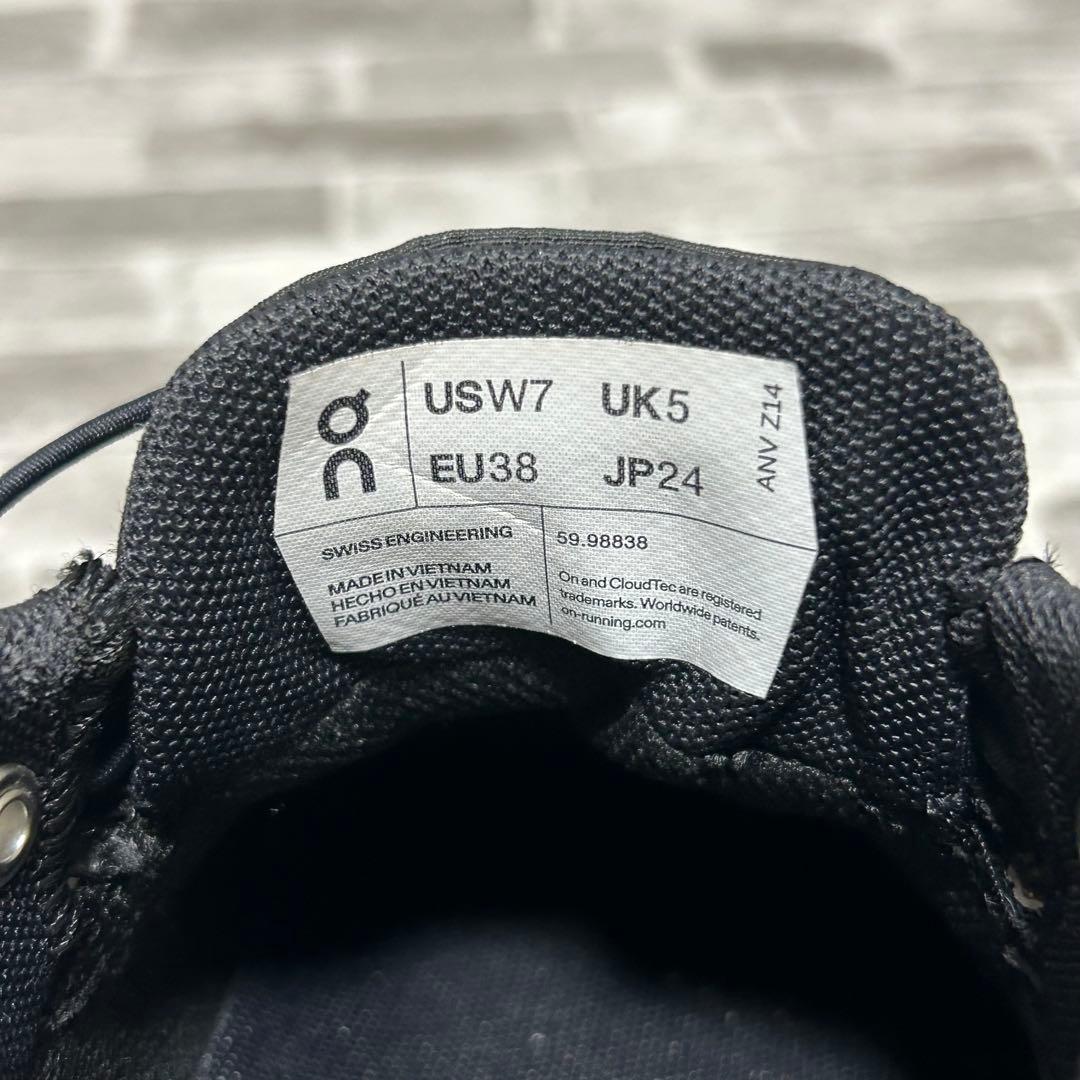 on
USW7 UK5
EU38 JP24
ANV Z14
SWISS ENGINEERING
MADE IN VIETNAM
HECHO EN VIETNAM
FABRIQUÉ AU VIETNAM
59.98838
On and CloudTec are registered
trademarks. Worldwide patents.
on-running.com